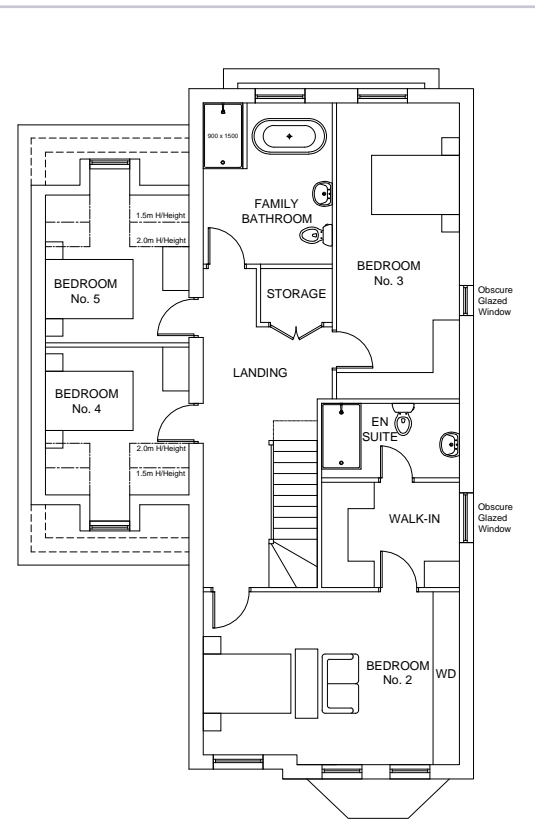 900 x 1500
FAMILY
BATHROOM
1.5m H/Height
2.0m H/Height
BEDROOM
No. 5
STORAGE
BEDROOM
No. 3
Obscure
Glazed
Window
LANDING
BEDROOM
No. 4
2.0m H/Height
1.5m H/Height
EN
SUITE
WALK-IN
Obscure
Glazed
Window
BEDROOM
No. 2
WD